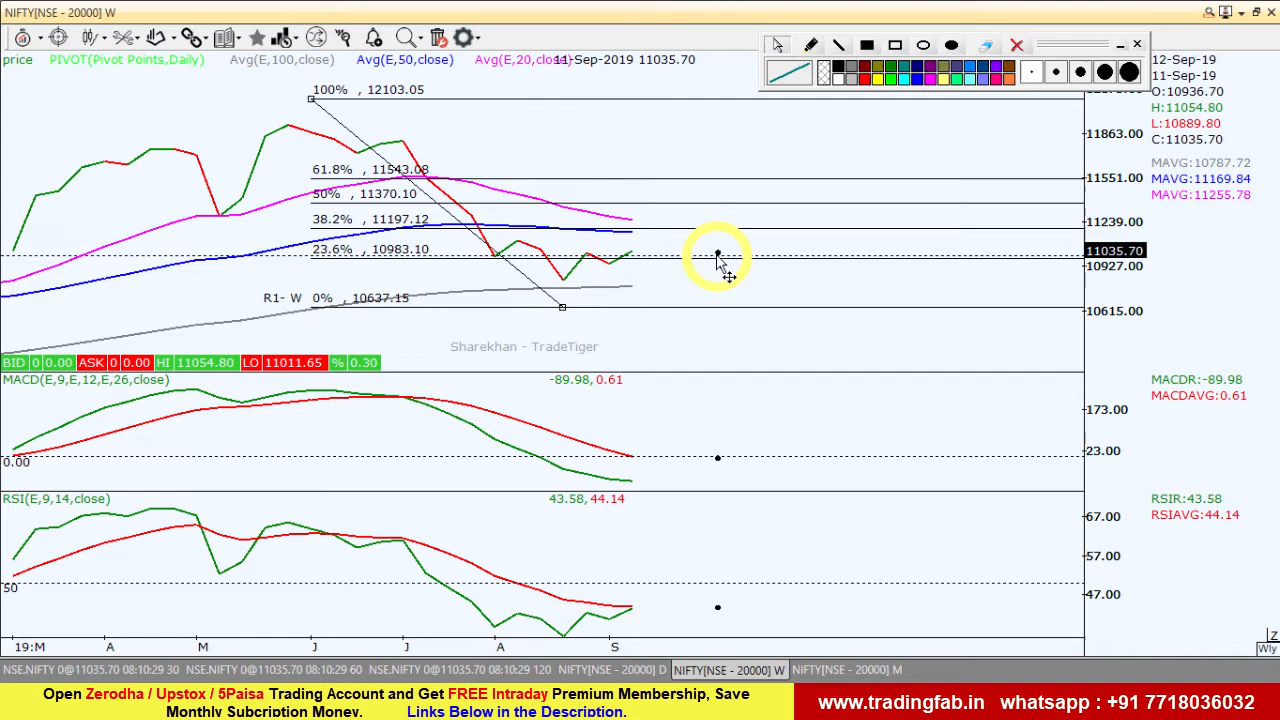 NIFTY[NSE - 20000] W
price PIVOT(Pivot Points,Daily) Avg(E,100,close) Avg(E,50,close) Avg(E,20,close) 11-Sep-2019 11035.70
12-Sep-19
11-Sep-19
O:10936.70
H:11054.80
L:10889.80
C:11035.70
MAVG:10787.72
MAVG:11169.84
MAVG:11255.78
100% , 12103.05
61.8% , 11543.08
50% , 11370.10
38.2% , 11197.12
23.6% , 10983.10
R1- W 0% , 10637.15
11863.00
11551.00
11239.00
11035.70
10927.00
10615.00
Sharekhan - TradeTiger
BID 0 0.00 ASK 0 0.00 HI 11054.80 LO 11011.65 % 0.30
MACD(E,9,E,12,E,26,close) -89.98, 0.61
MACDR:-89.98
MACDAVG:0.61
173.00
23.00
0.00
RSI(E,9,14,close) 43.58, 44.14
RSIR:43.58
RSIAVG:44.14
67.00
57.00
50
47.00
19:M A M J J A S
Z
Wly
NSE.NIFTY 0@11035.70 08:10:29 30 NSE.NIFTY 0@11035.70 08:10:29 60 NSE.NIFTY 0@11035.70 08:10:29 120 NIFTY[NSE - 20000] D NIFTY[NSE - 20000] W NIFTY[NSE - 20000] M
Open Zerodha / Upstox / 5Paisa Trading Account and Get FREE Intraday Premium Membership, Save
Monthly Subcription Money. Links Below in the Description.
www.tradingfab.in whatsapp : +91 7718036032